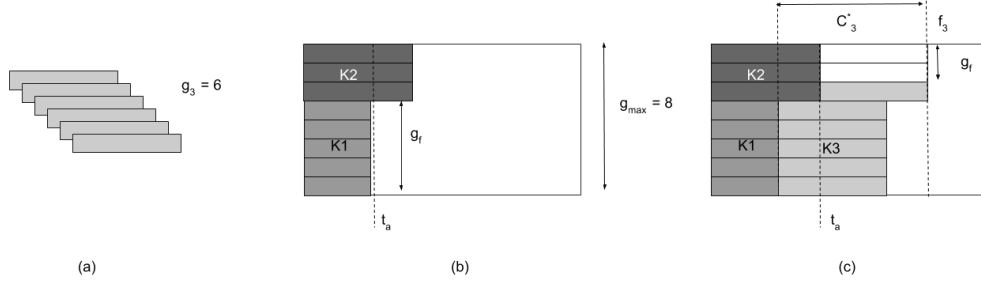 g3 = 6
(a)
K2
K1
gf
gmax = 8
ta
(b)
C*3
f3
K2
gf
K1
K3
ta
(c)